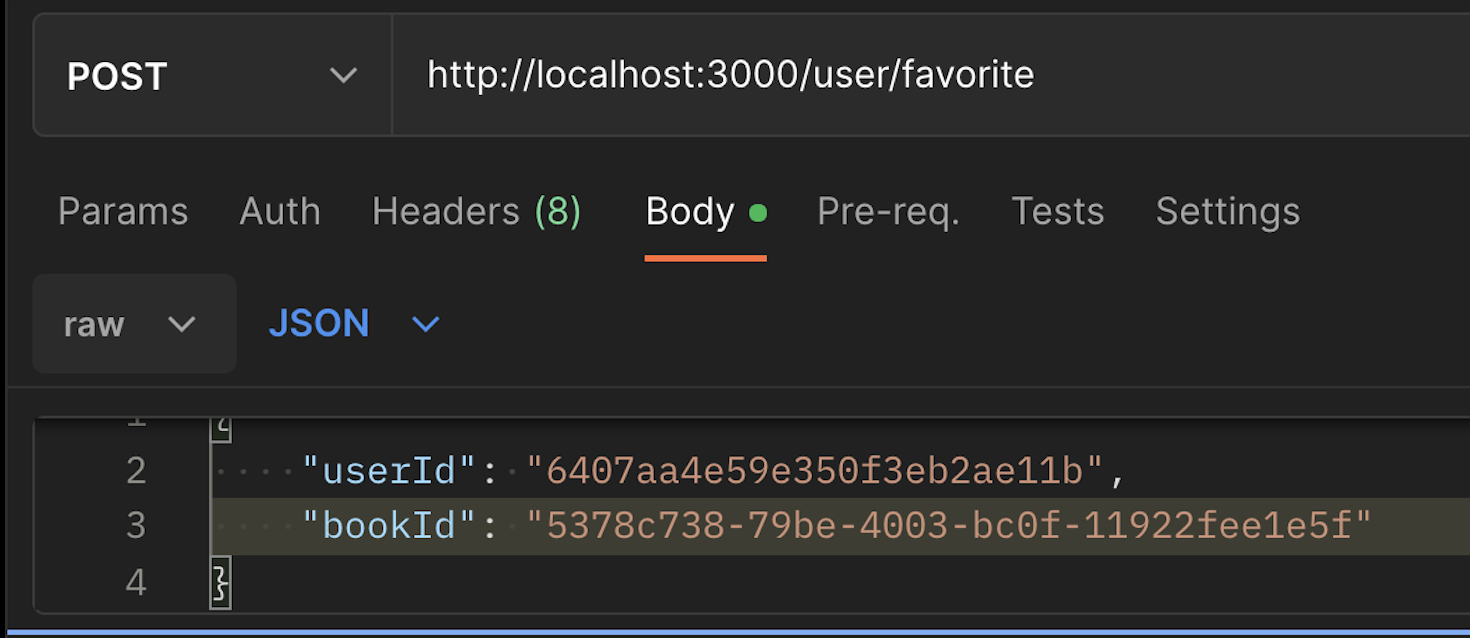 POST http://localhost:3000/user/favorite
Params Auth Headers (8) Body Pre-req. Tests Settings
raw JSON
1 {
2 "userId": "6407aa4e59e350f3eb2ae11b",
3 "bookId": "5378c738-79be-4003-bc0f-11922fee1e5f"
4 }